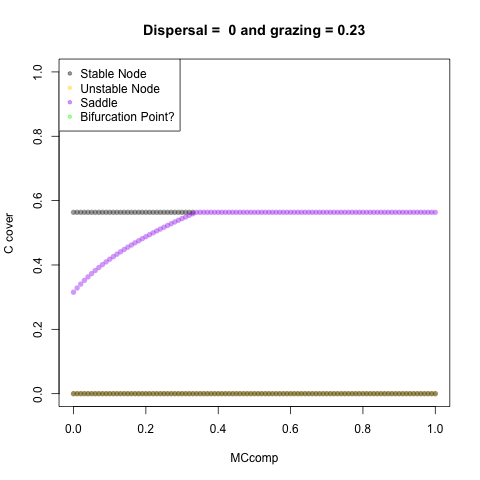 Dispersal =  0 and grazing = 0.23
Stable Node
Unstable Node
Saddle
Bifurcation Point?
1.0
0.8
0.6
0.4
0.2
0.0
C cover
0.0 0.2 0.4 0.6 0.8 1.0
MCcomp